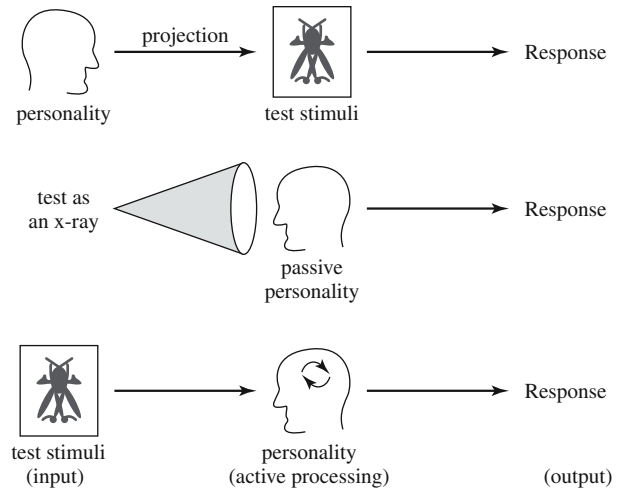 projection
Response
personality
test stimuli
test as
an x-ray
Response
passive
personality
Response
test stimuli
(input)
personality
(active processing)
(output)